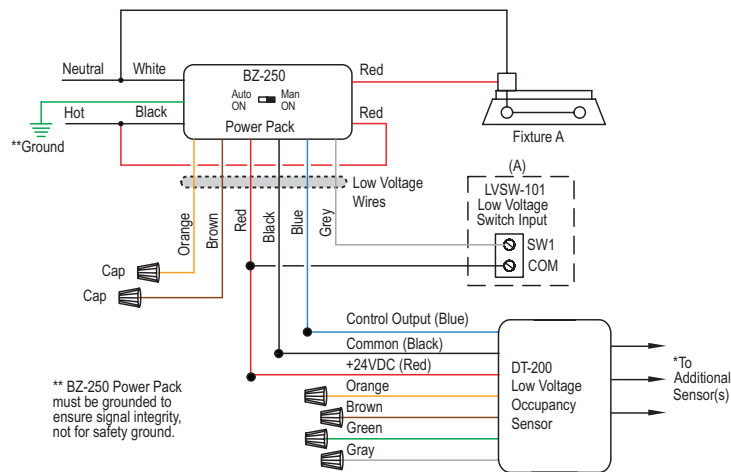 Neutral
White
BZ-250
Red
Auto
ON
Man
ON
Hot
Black
Red
Power Pack
**Ground
Fixture A
(A)
Low Voltage
Wires
LVSW-101
Low Voltage
Switch Input
SW1
COM
Orange
Brown
Red
Black
Blue
Grey
Cap
Cap
Control Output (Blue)
Common (Black)
+24VDC (Red)
Orange
Brown
Green
Gray
DT-200
Low Voltage
Occupancy
Sensor
*To
Additional
Sensor(s)
** BZ-250 Power Pack
must be grounded to
ensure signal integrity,
not for safety ground.